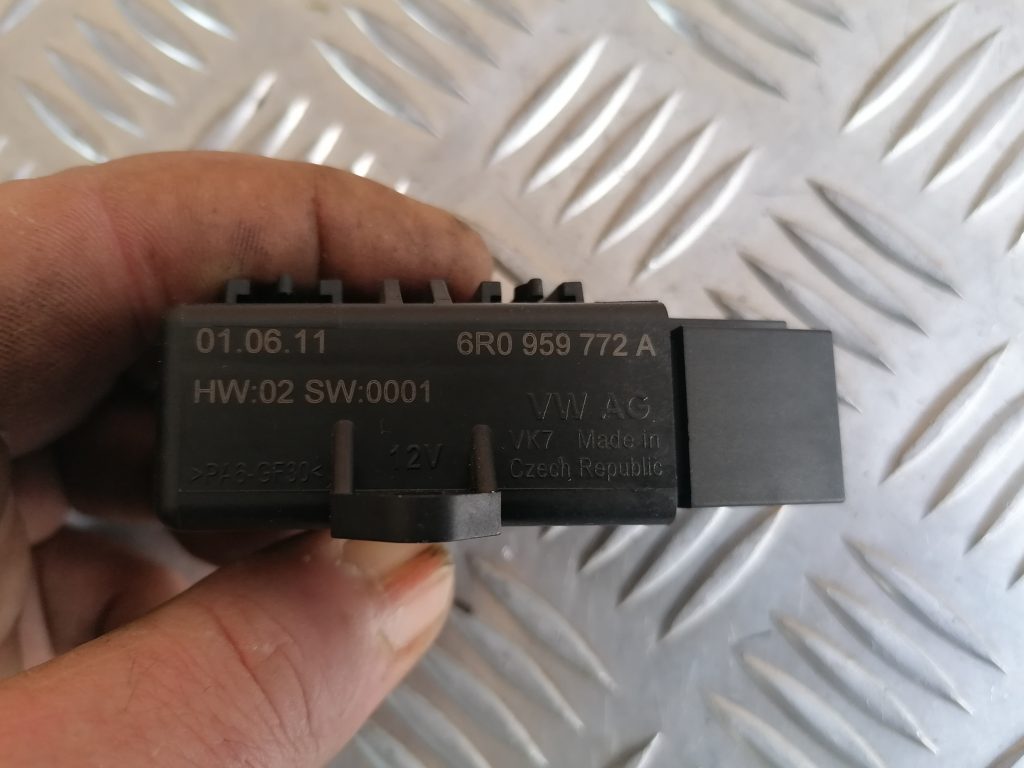 01.06.11 6R0 959 772 A
HW:02 SW:0001
VW AG
VK7 Made in
12V
Czech Republic
>PA6-GF30<